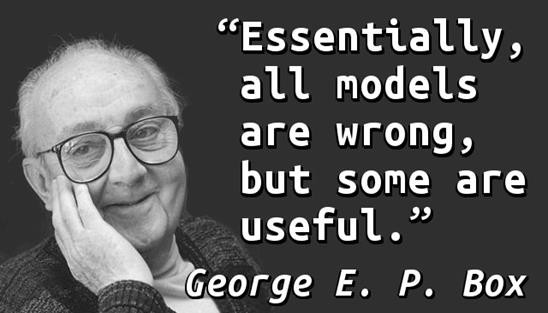 “Essentially,
all models
are wrong,
but some are
useful.”
George E. P. Box